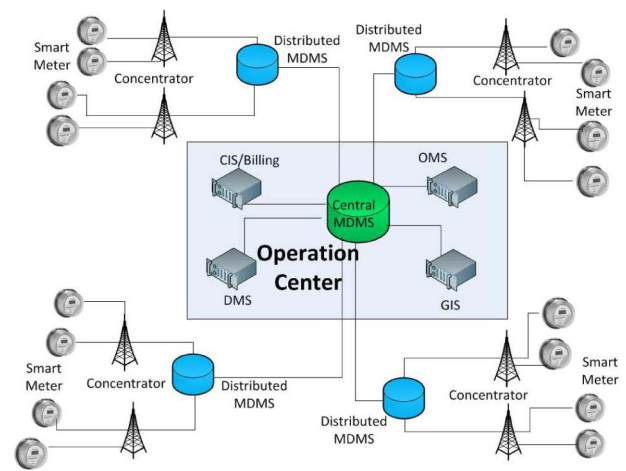 Smart
Meter
Concentrator
Distributed
MDMS
Distributed
MDMS
Concentrator
Smart
Meter
CIS/Billing
OMS
Central
MDMS
Operation
Center
DMS
GIS
Smart
Meter
Concentrator
Distributed
MDMS
Distributed
MDMS
Concentrator
Smart
Meter